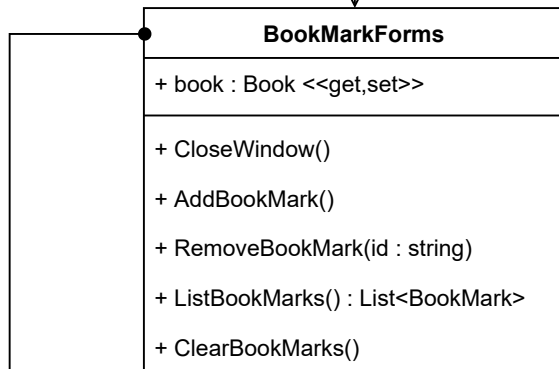 BookMarkForms
+ book : Book <<get,set>>
+ CloseWindow()
+ AddBookMark()
+ RemoveBookMark(id : string)
+ ListBookMarks() : List<BookMark>
+ ClearBookMarks()